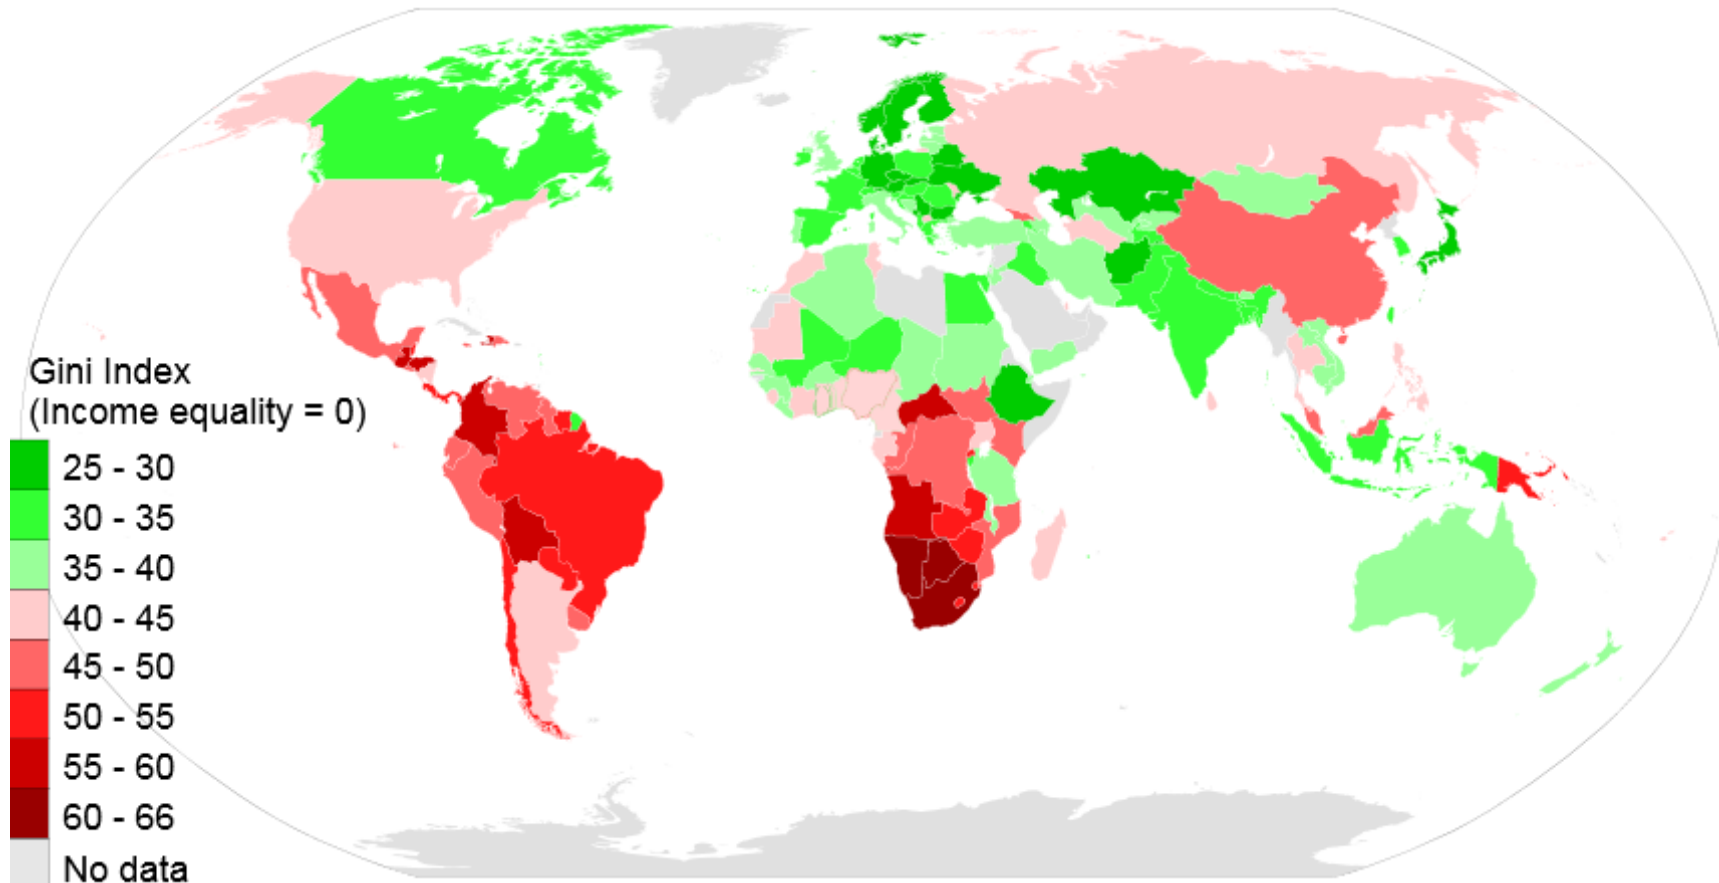 Gini Index
(Income equality = 0)
25 - 30
30 - 35
35 - 40
40 - 45
45 - 50
50 - 55
55 - 60
60 - 66
No data